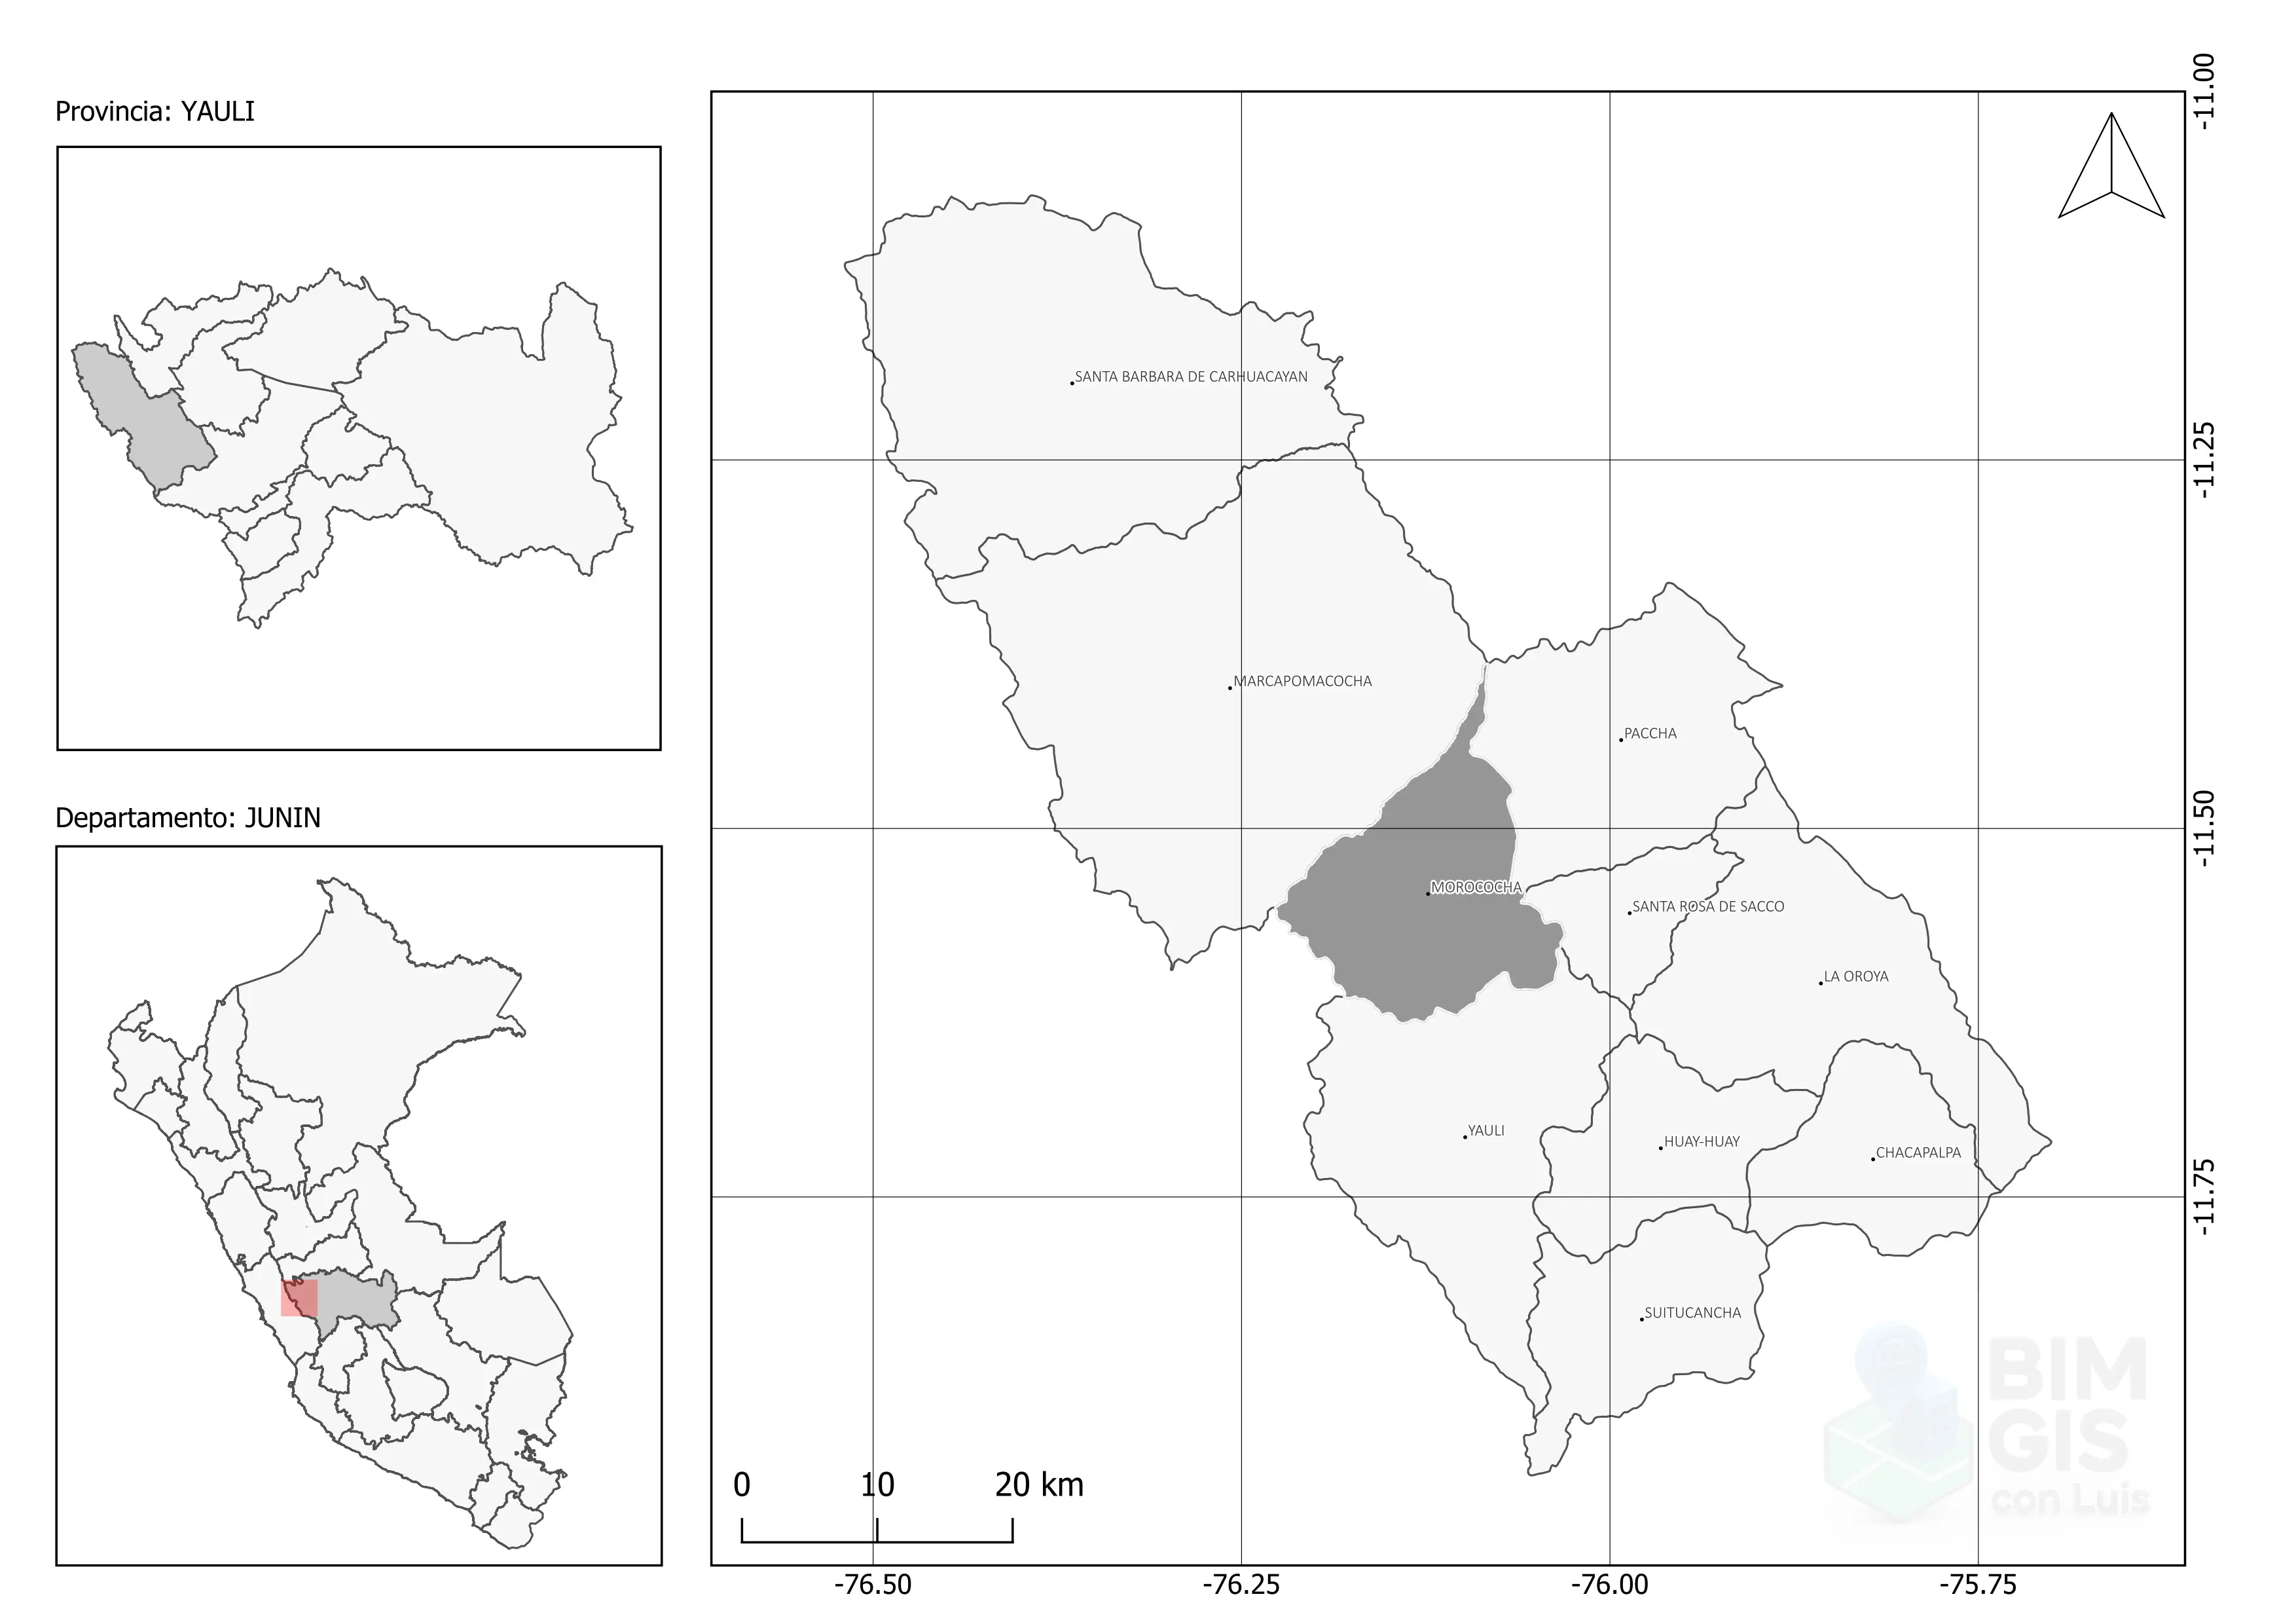 Provincia: YAULI
Departamento: JUNIN
-11.00
-11.25
-11.50
-11.75
SANTA BARBARA DE CARHUACAYAN
MARCAPOMACOCHA
PACCHA
MOROCOCHA
SANTA ROSA DE SACCO
LA OROYA
YAULI
HUAY-HUAY
CHACAPALPA
SUITUCANCHA
BIM
GIS
con Luis
0 10 20 km
-76.50 -76.25 -76.00 -75.75